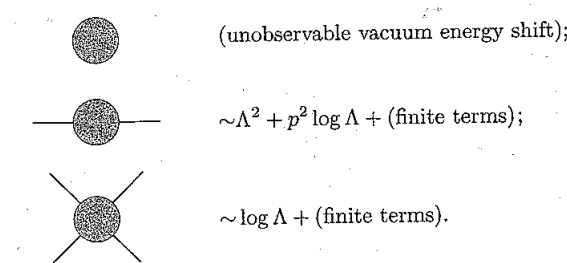 (unobservable vacuum energy shift);
~Λ² + p² log Λ + (finite terms);
~ log Λ + (finite terms).